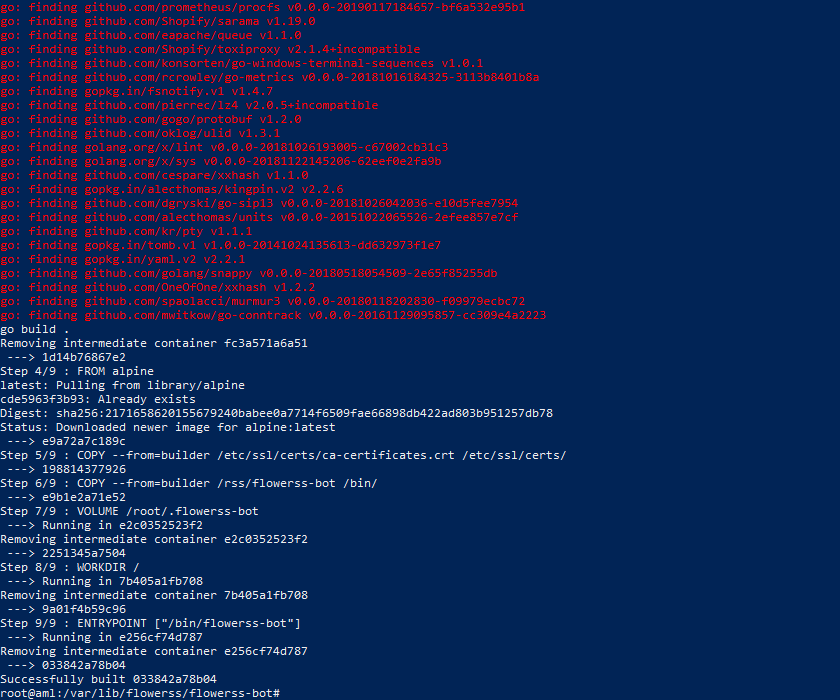 go: finding github.com/prometheus/procfs v0.0.0-20190117184657-bf6a532e95b1
go: finding github.com/Shopify/sarama v1.19.0
go: finding github.com/eapache/queue v1.1.0
go: finding github.com/Shopify/toxiproxy v2.1.4+incompatible
go: finding github.com/konsorten/go-windows-terminal-sequences v1.0.1
go: finding github.com/rcrowley/go-metrics v0.0.0-20181016184325-3113b8401b8a
go: finding gopkg.in/fsnotify.v1 v1.4.7
go: finding github.com/pierrec/lz4 v2.0.5+incompatible
go: finding github.com/gogo/protobuf v1.2.0
go: finding github.com/oklog/ulid v1.3.1
go: finding golang.org/x/lint v0.0.0-20181026193005-c67002cb31c3
go: finding golang.org/x/sys v0.0.0-20181122145206-62eef0e2fa9b
go: finding github.com/cespare/xxhash v1.1.0
go: finding gopkg.in/alecthomas/kingpin.v2 v2.2.6
go: finding github.com/dgryski/go-sip13 v0.0.0-20181026042036-e10d5fee7954
go: finding github.com/alecthomas/units v0.0.0-20151022065526-2efee857e7cf
go: finding github.com/kr/pty v1.1.1
go: finding gopkg.in/tomb.v1 v1.0.0-20141024135613-dd632973f1e7
go: finding gopkg.in/yaml.v2 v2.2.1
go: finding github.com/golang/snappy v0.0.0-20180518054509-2e65f85255db
go: finding github.com/OneOfOne/xxhash v1.2.2
go: finding github.com/spaolacci/murmur3 v0.0.0-20180118202830-f09979ecbc72
go: finding github.com/mwitkow/go-conntrack v0.0.0-20161129095857-cc309e4a2223
go build .
Removing intermediate container fc3a571a6a51
 ---> 1d14b76867e2
Step 4/9 : FROM alpine
latest: Pulling from library/alpine
cde5963f3b93: Already exists
Digest: sha256:2171658620155679240babee0a7714f6509fae66898db422ad803b951257db78
Status: Downloaded newer image for alpine:latest
 ---> e9a72a7c189c
Step 5/9 : COPY --from=builder /etc/ssl/certs/ca-certificates.crt /etc/ssl/certs/
 ---> 198814377926
Step 6/9 : COPY --from=builder /rss/flowerss-bot /bin/
 ---> e9b1e2a71e52
Step 7/9 : VOLUME /root/.flowerss-bot
 ---> Running in e2c0352523f2
Removing intermediate container e2c0352523f2
 ---> 2251345a7504
Step 8/9 : WORKDIR /
 ---> Running in 7b405a1fb708
Removing intermediate container 7b405a1fb708
 ---> 9a01f4b59c96
Step 9/9 : ENTRYPOINT ["/bin/flowerss-bot"]
 ---> Running in e256cf74d787
Removing intermediate container e256cf74d787
 ---> 033842a78b04
Successfully built 033842a78b04
root@aml:/var/lib/flowerss/flowerss-bot#